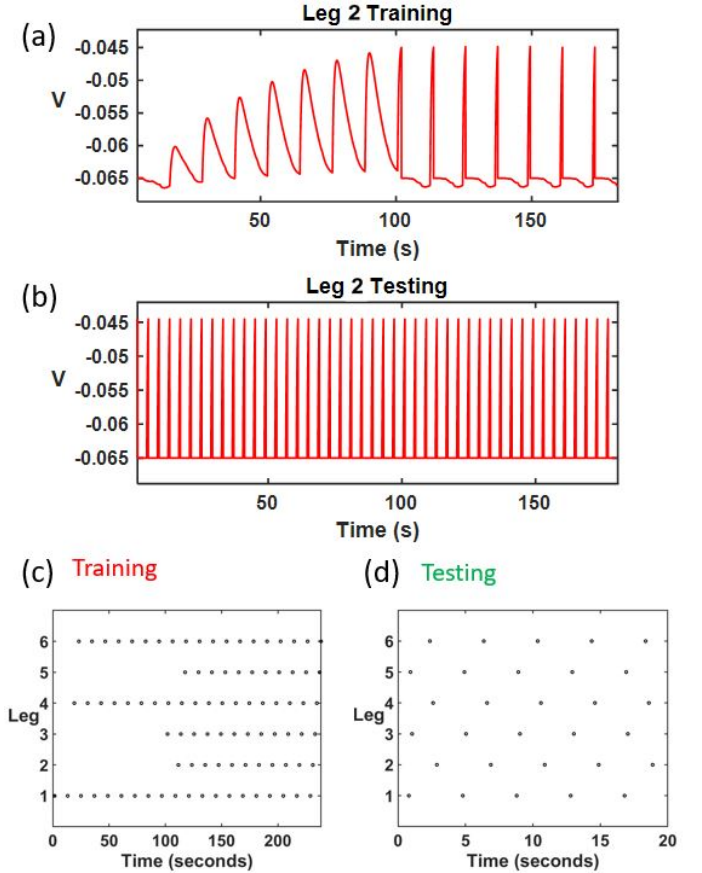 (a)
Leg 2 Training
-0.045
-0.05
V
-0.055
-0.06
-0.065
50 100 150
Time (s)
(b)
Leg 2 Testing
-0.045
-0.05
V
-0.055
-0.06
-0.065
50 100 150
Time (s)
(c) Training
6
5
4
Leg
3
2
1
0 50 100 150 200
Time (seconds)
(d) Testing
6
5
4
Leg
3
2
1
0 5 10 15 20
Time (seconds)